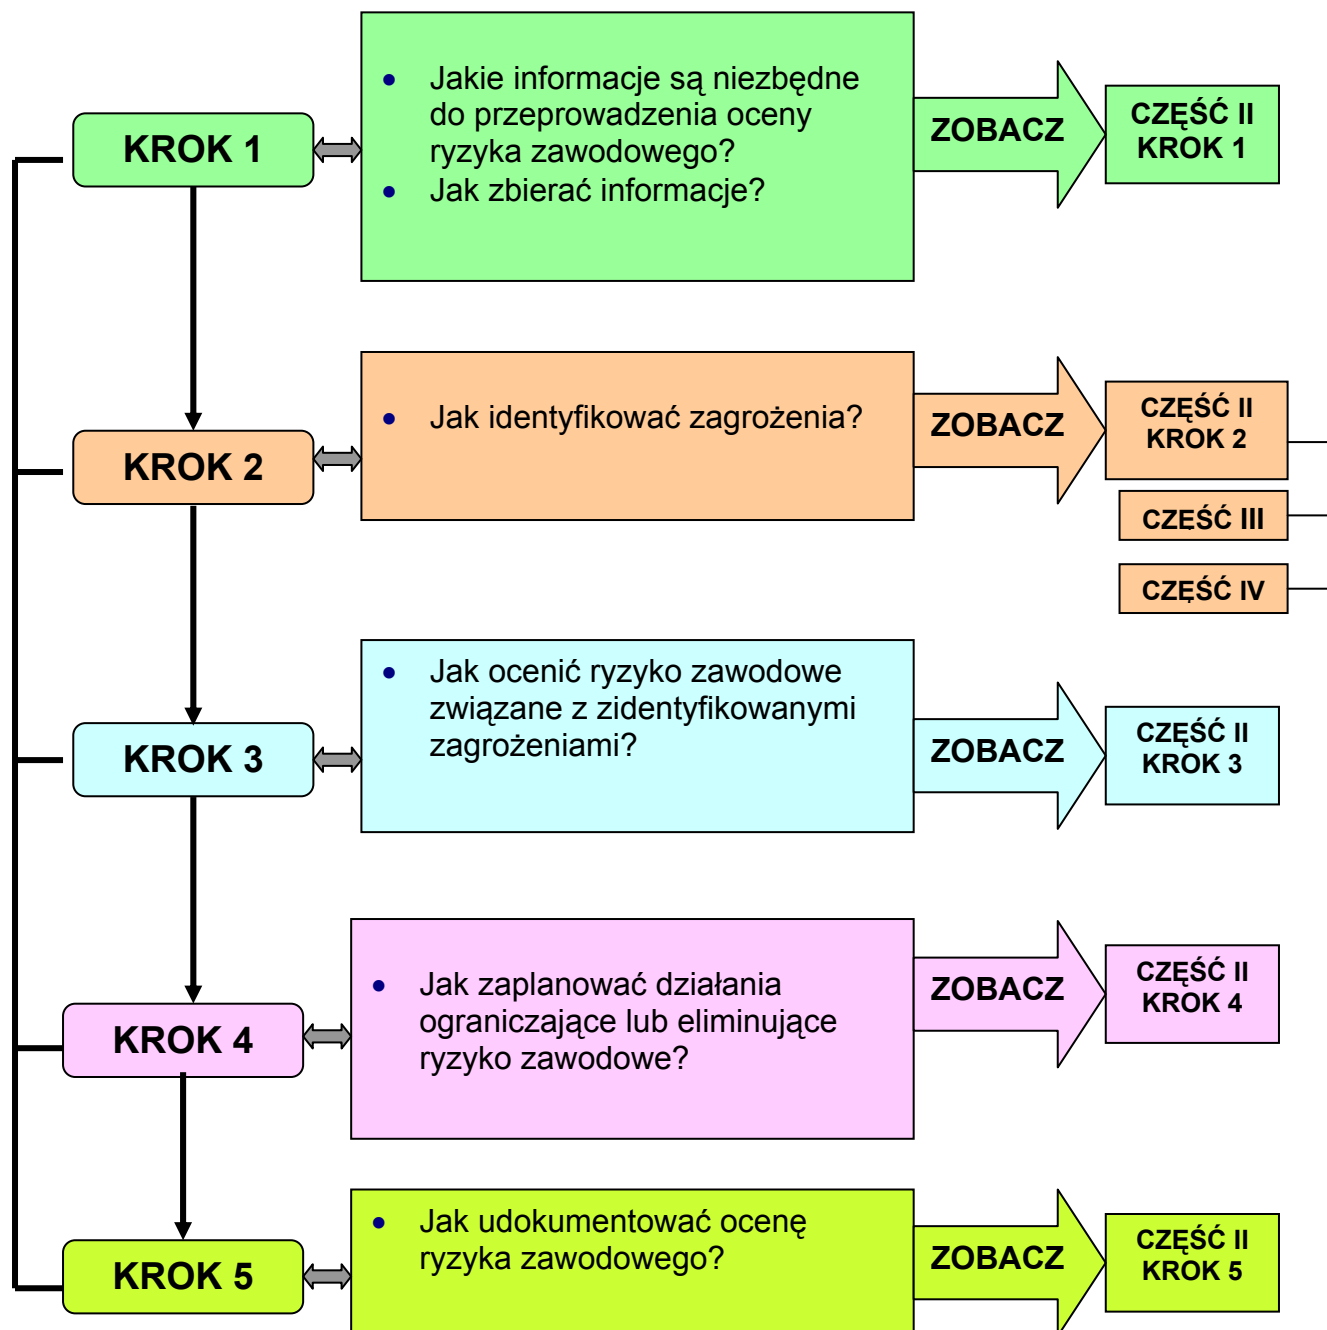 KROK 1
• Jakie informacje są niezbędne
do przeprowadzenia oceny
ryzyka zawodowego?
• Jak zbierać informacje?
ZOBACZ
CZĘŚĆ II
KROK 1
KROK 2
• Jak identyfikować zagrożenia?
ZOBACZ
CZĘŚĆ II
KROK 2
CZĘŚĆ III
CZĘŚĆ IV
KROK 3
• Jak ocenić ryzyko zawodowe
związane z zidentyfikowanymi
zagrożeniami?
ZOBACZ
CZĘŚĆ II
KROK 3
KROK 4
• Jak zaplanować działania
ograniczające lub eliminujące
ryzyko zawodowe?
ZOBACZ
CZĘŚĆ II
KROK 4
KROK 5
• Jak udokumentować ocenę
ryzyka zawodowego?
ZOBACZ
CZĘŚĆ II
KROK 5